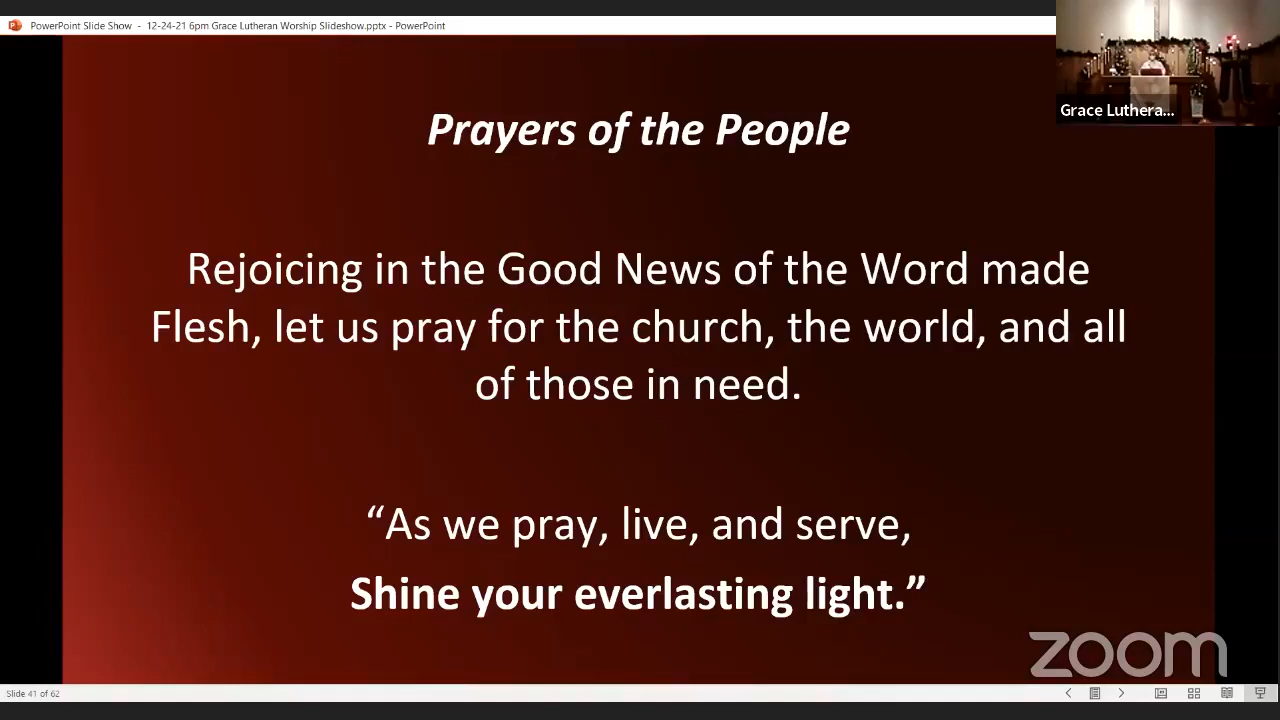 PowerPoint Slide Show - 12-24-21 6pm Grace Lutheran Worship Slideshow.pptx - PowerPoint
Grace Luthera...
Prayers of the People
Rejoicing in the Good News of the Word made
Flesh, let us pray for the church, the world, and all
of those in need.
“As we pray, live, and serve,
Shine your everlasting light.”
zoom
Slide 41 of 62